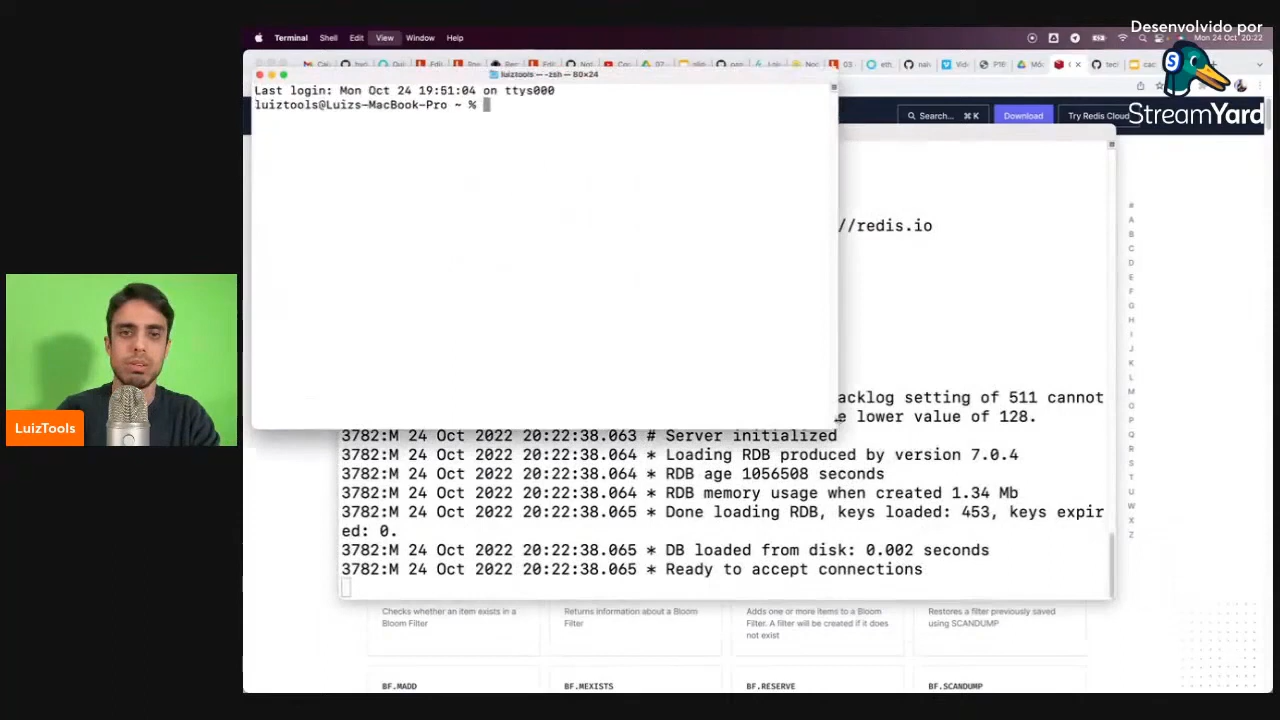 Desenvolvido por
StreamYard
Terminal Shell Edit View Window Help
Mon 24 Oct 20:22
luiztools — -zsh — 80×24
Last login: Mon Oct 24 19:51:04 on ttys000
luiztools@Luizs-MacBook-Pro ~ %
Search... ⌘ K
Download
Try Redis Cloud
//redis.io
acklog setting of 511 cannot
e lower value of 128.
3782:M 24 Oct 2022 20:22:38.063 # Server initialized
3782:M 24 Oct 2022 20:22:38.064 * Loading RDB produced by version 7.0.4
3782:M 24 Oct 2022 20:22:38.064 * RDB age 1056508 seconds
3782:M 24 Oct 2022 20:22:38.064 * RDB memory usage when created 1.34 Mb
3782:M 24 Oct 2022 20:22:38.065 * Done loading RDB, keys loaded: 453, keys expir
ed: 0.
3782:M 24 Oct 2022 20:22:38.065 * DB loaded from disk: 0.002 seconds
3782:M 24 Oct 2022 20:22:38.065 * Ready to accept connections
#
A
B
C
D
E
F
G
H
I
J
L
M
O
P
Q
R
S
T
U
W
X
Z
LuizTools
Checks whether an item exists in a
Bloom Filter
Returns information about a Bloom
Filter
Adds one or more items to a Bloom
Filter. A filter will be created if it does
not exist
Restores a filter previously saved
using SCANDUMP
BF.MADD
BF.MEXISTS
BF.RESERVE
BF.SCANDUMP